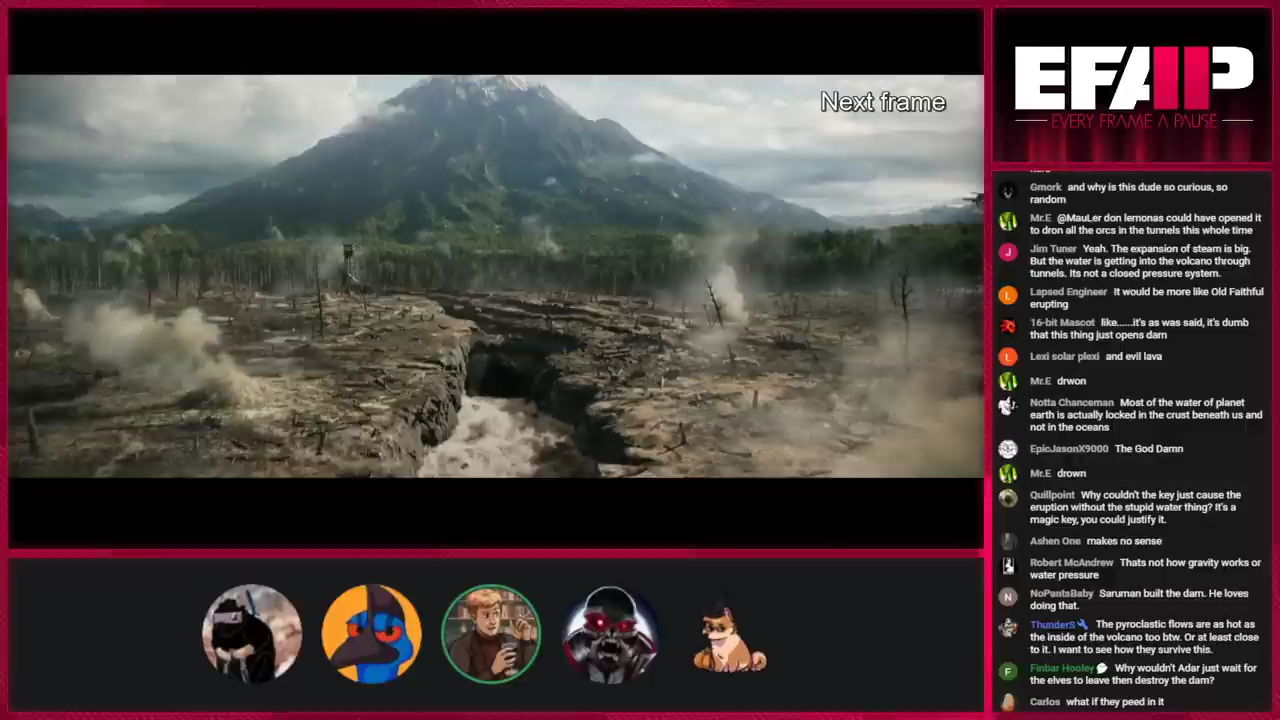 Next frame
EFAP
EVERY FRAME A PAUSE
Gmork and why is this dude so curious, so
random
Mr.E @MauLer don lemonas could have opened it
to dron all the orcs in the tunnels this whole time
J
Jim Tuner Yeah. The expansion of steam is big.
But the water is getting into the volcano through
tunnels. Its not a closed pressure system.
L
Lapsed Engineer It would be more like Old Faithful
erupting
16-bit Mascot like......it's as was said, it's dumb
that this thing just opens dam
L
Lexi solar plexi and evil lava
Mr.E drwon
Notta Chanceman Most of the water of planet
earth is actually locked in the crust beneath us and
not in the oceans
EpicJasonX9000 The God Damn
Mr.E drown
Quillpoint Why couldn't the key just cause the
eruption without the stupid water thing? It's a
magic key, you could justify it.
Ashen One makes no sense
Robert McAndrew Thats not how gravity works or
water pressure
N
NoPantsBaby Saruman built the dam. He loves
doing that.
ThunderS The pyroclastic flows are as hot as
the inside of the volcano too btw. Or at least close
to it. I want to see how they survive this.
F
Finbar Hooley Why wouldn't Adar just wait for
the elves to leave then destroy the dam?
Carlos what if they peed in it